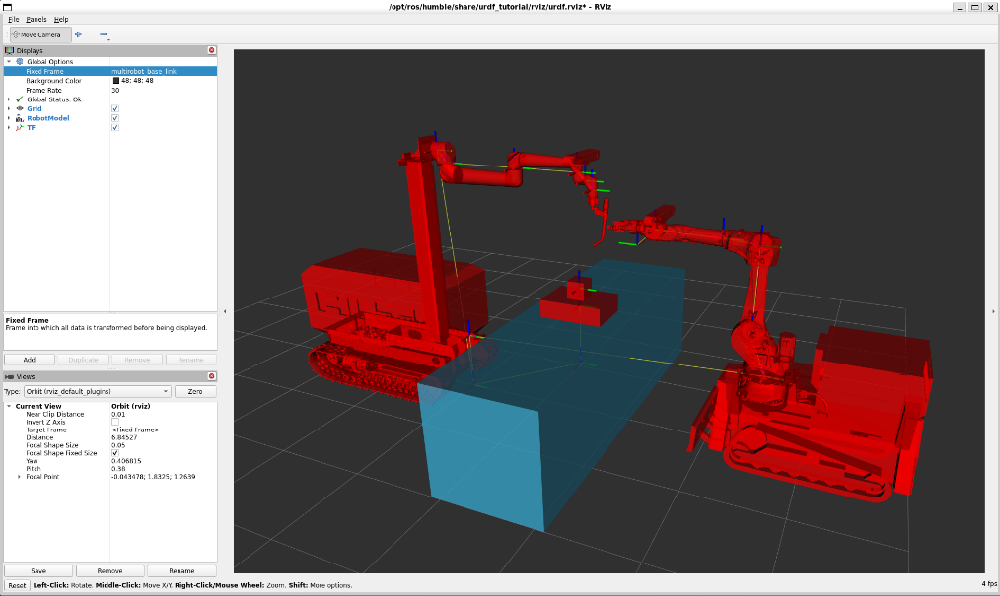 /opt/ros/humble/share/urdf_tutorial/rviz/urdf.rviz* - RViz
File Panels Help
Move Camera
Displays
Global Options
Fixed Frame multirobot_base_link
Background Color 48; 48; 48
Frame Rate 30
Global Status: Ok
Grid
RobotModel
TF
Fixed Frame
Frame into which all data is transformed before being displayed.
Add Duplicate Remove Rename
Views
Type: Orbit (rviz_default_plugins) Zero
Current View Orbit (rviz)
Near Clip Distance 0.01
Invert Z Axis
Target Frame <Fixed Frame>
Distance 6.84527
Focal Shape Size 0.05
Focal Shape Fixed Size
Yaw 0.406815
Pitch 0.38
Focal Point -0.043478; 1.8325; 1.2639
Save Remove Rename
Reset Left-Click: Rotate. Middle-Click: Move X/Y. Right-Click/Mouse Wheel: Zoom. Shift: More options. 4 fps